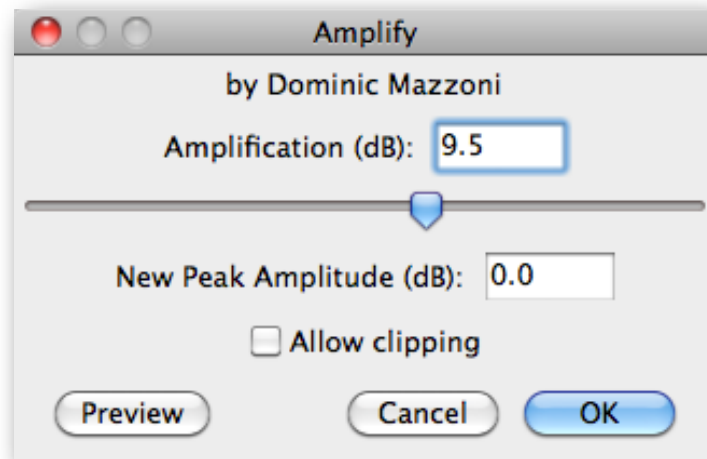 Amplify
by Dominic Mazzoni
Amplification (dB): 9.5
New Peak Amplitude (dB): 0.0
Allow clipping
Preview Cancel OK